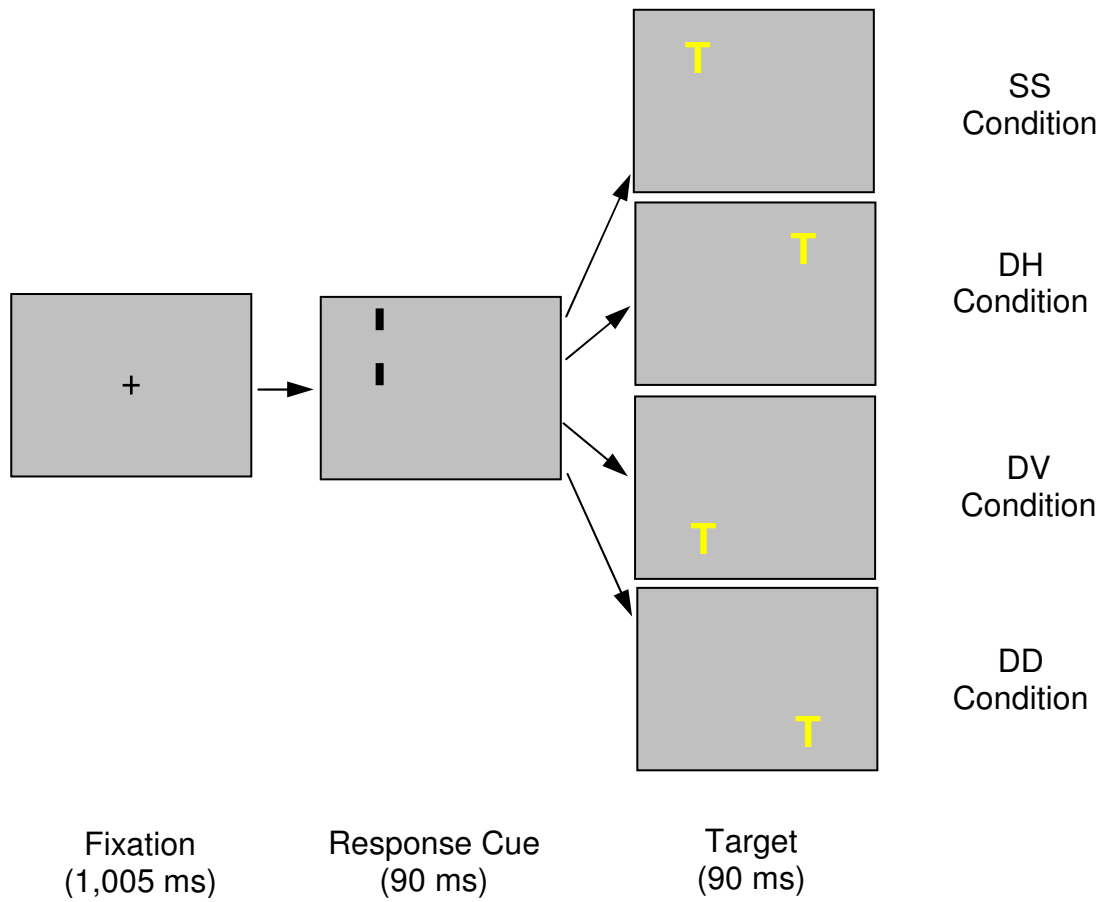 T
SS
Condition
T
DH
Condition
+
T
DV
Condition
T
DD
Condition
Fixation
(1,005 ms)
Response Cue
(90 ms)
Target
(90 ms)